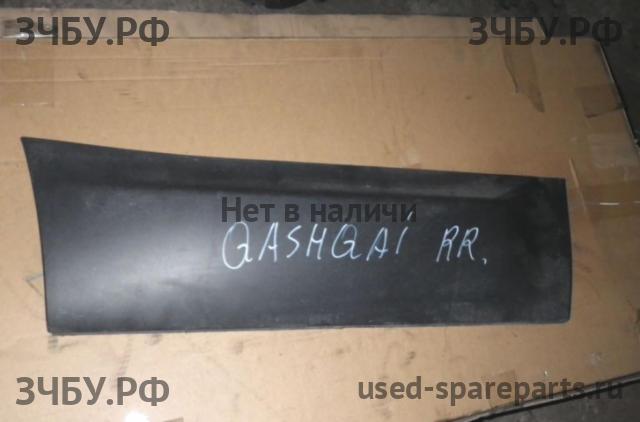 ЗЧБУ.РФ ЗЧБУ.РФ
Нет в наличи
QASHQAI RR.
ЗЧБУ.РФ used-spareparts.ru